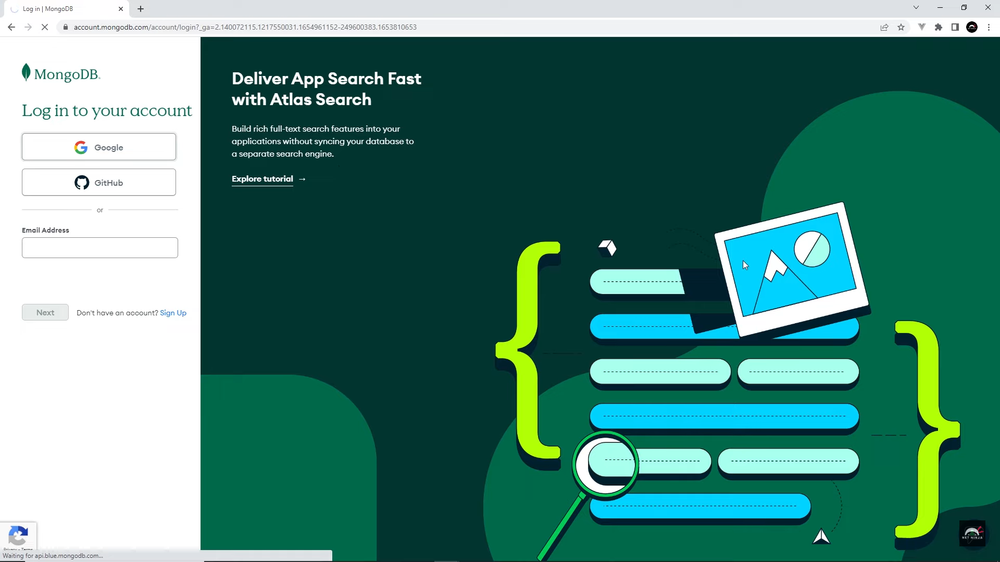 Log in | MongoDB
account.mongodb.com/account/login?_ga=2.140072115.1217550031.1654961152-249600383.1653810653
MongoDB.
Log in to your account
Google
GitHub
or
Email Address
Next
Don't have an account? Sign Up
Deliver App Search Fast
with Atlas Search
Build rich full-text search features into your
applications without syncing your database to
a separate search engine.
Explore tutorial →
NET NINJA
Privacy - Terms
Waiting for api.blue.mongodb.com...